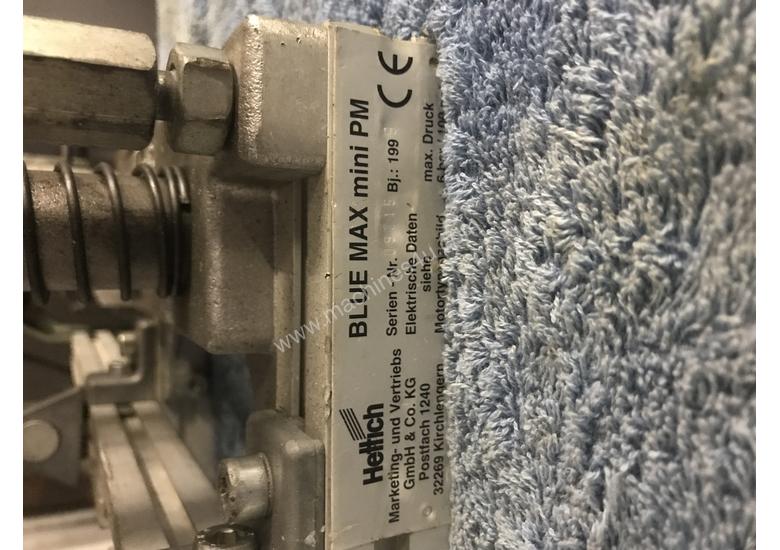 Hettich
Marketing- und Vertriebs
GmbH & Co. KG
Postfach 1240
32269 Kirchlengern
BLUE MAX mini PM
Serien -Nr.
Bj.: 199
Elektrische Daten
siehe
max. Druck
CE